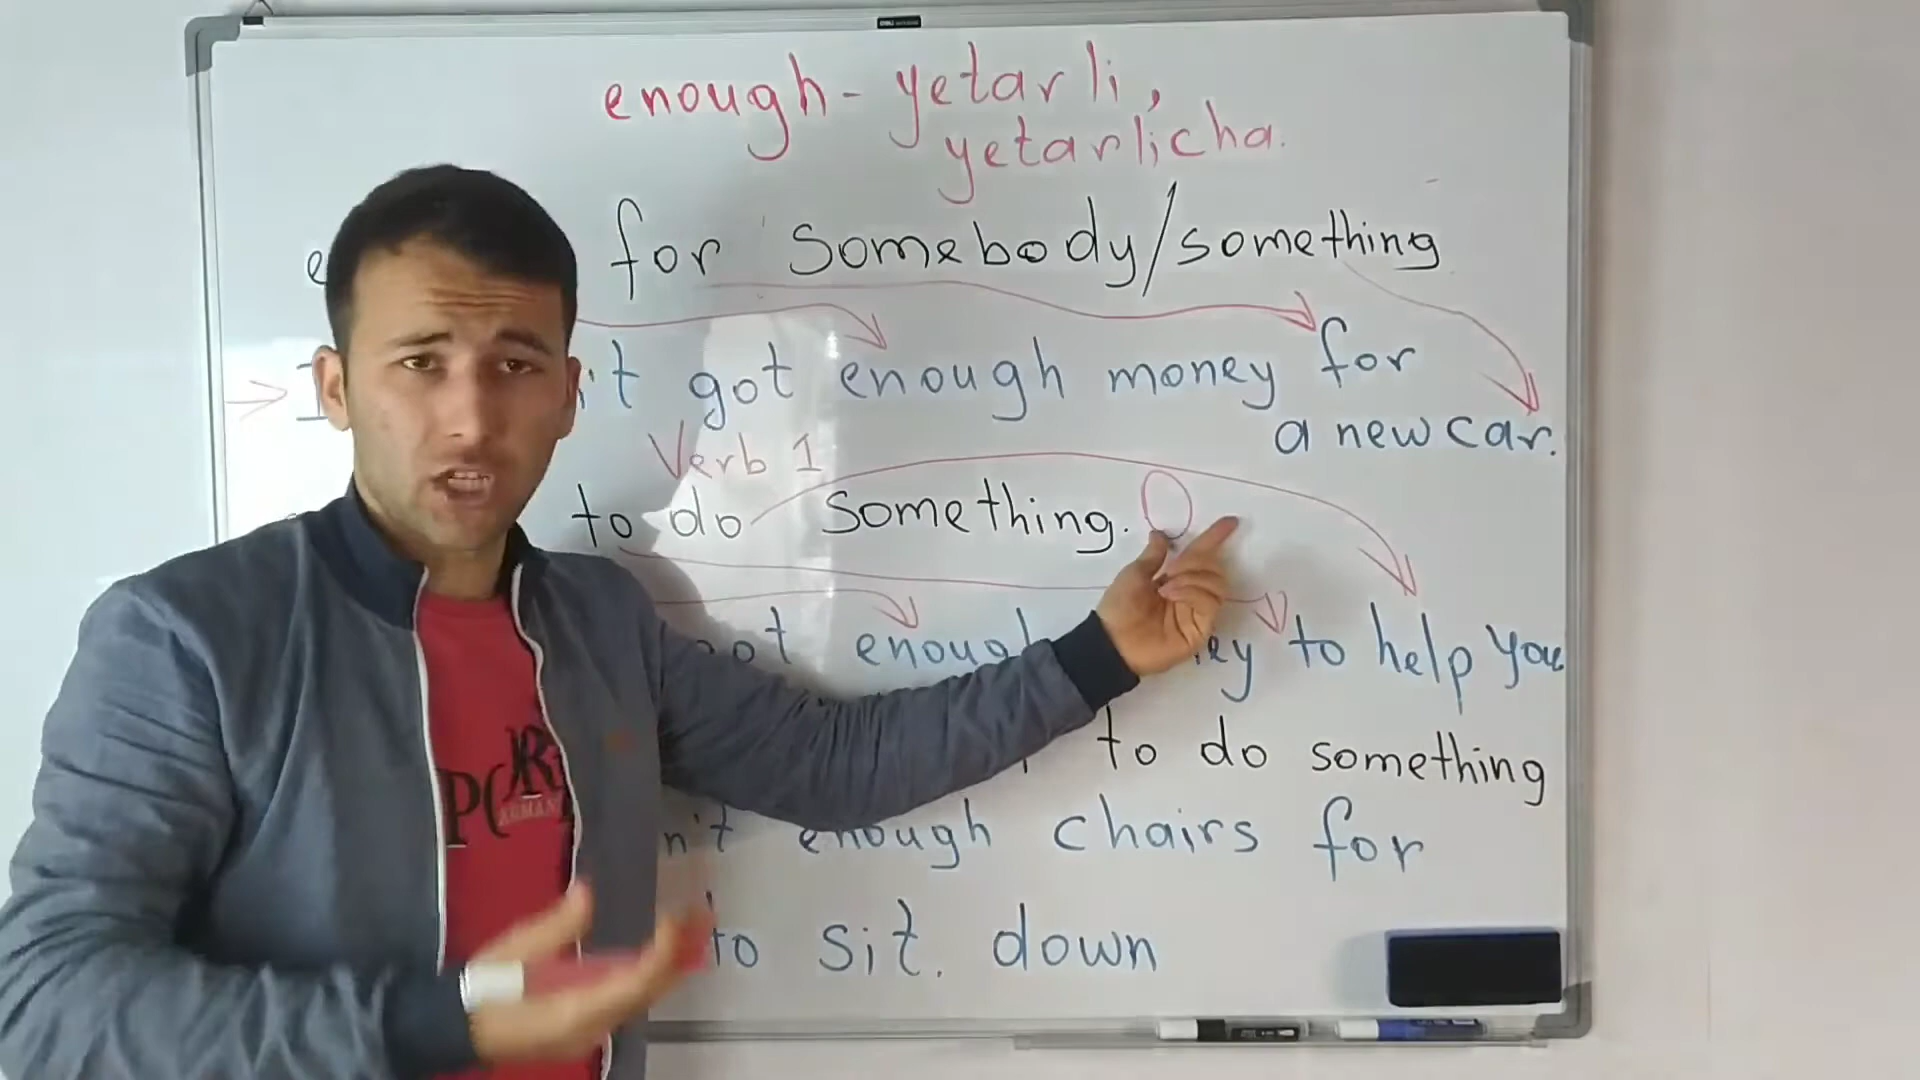 enough - yetarli,
yetarlicha.
for somebody/something
I 't got enough money for
a new car.
Verb 1
to do something.
enough to help you
to do something
n't enough chairs for
to sit. down